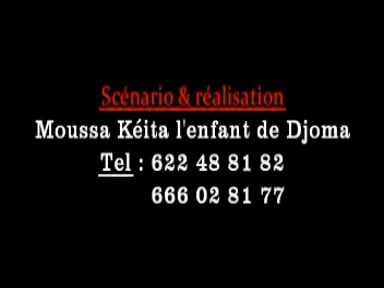 Scénario & réalisation
Moussa Kéita l'enfant de Djoma
Tel : 622 48 81 82
666 02 81 77